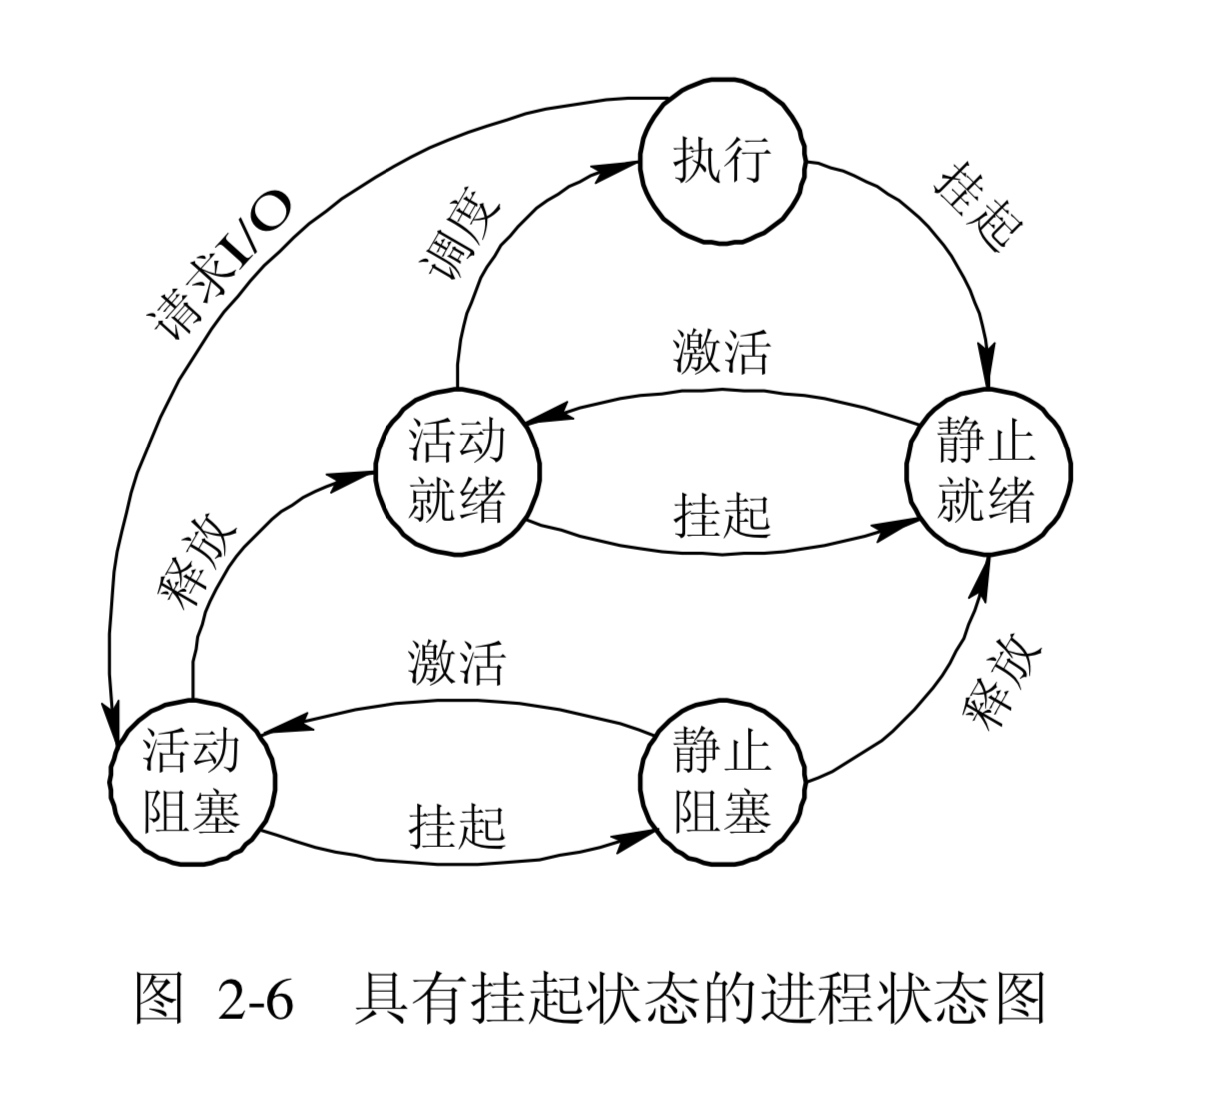 执行
挂起
调度
请求I/O
激活
活动
就绪
静止
就绪
挂起
释放
激活
释放
活动
阻塞
静止
阻塞
挂起
图 2-6 具有挂起状态的进程状态图